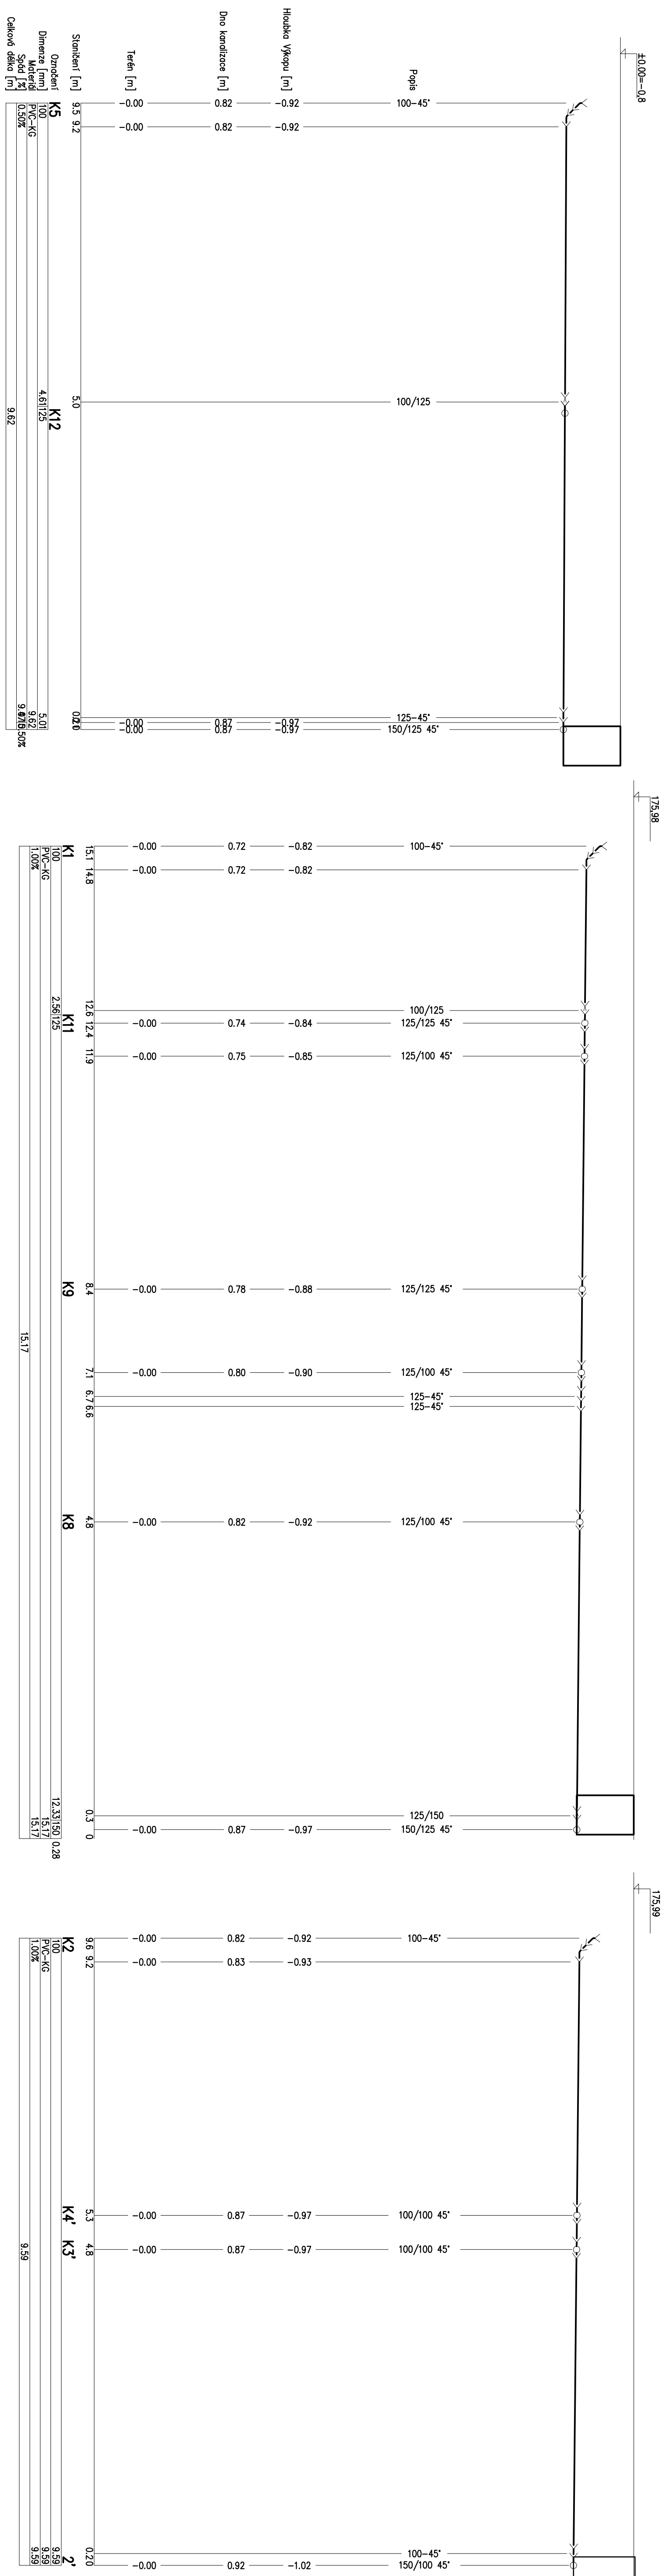 ±0.00=-0,8
Popis
Hloubka Výkopu [m]
Dno kanalizace [m]
Terén [m]
Staničení [m]
Označení
Dimenze [mm]
Materiál
Spád [%]
Celková délka [m]
100-45° 100/125 125-45° 150/125 45°
-0.92 -0.92 -0.97 -0.97
0.82 0.82 0.87 0.87
-0.00 -0.00 -0.00 -0.00
9.5 9.2 5.0
K5 K12
100 4.61 125 5.01
PVC-KG 9.62
0.50%
9.62
175,98
100-45° 100/125 125/125 45° 125/100 45° 125/125 45° 125/100 45° 125-45° 125-45° 125/100 45° 125/150 150/125 45°
-0.82 -0.82 -0.84 -0.85 -0.88 -0.90 -0.92 -0.97
0.72 0.72 0.74 0.75 0.78 0.80 0.82 0.87
-0.00 -0.00 -0.00 -0.00 -0.00 -0.00 -0.00 -0.00
15.1 14.8 12.6 12.4 11.9 8.4 7.1 6.7 6.6 4.8 0.3 0
K1 K11 K9 K8
100 2.56 125 12.33 150 0.28
PVC-KG 15.17
1.00% 15.17
15.17
175,99
100-45° 100/100 45° 100/100 45° 100-45° 150/100 45°
-0.92 -0.93 -0.97 -0.97 -1.02
0.82 0.83 0.87 0.87 0.92
-0.00 -0.00 -0.00 -0.00 -0.00
9.6 9.2 5.3 4.8 0.2 0
K2 K4' K3' 2'
100 9.59
PVC-KG 9.59
1.00% 9.59
9.59